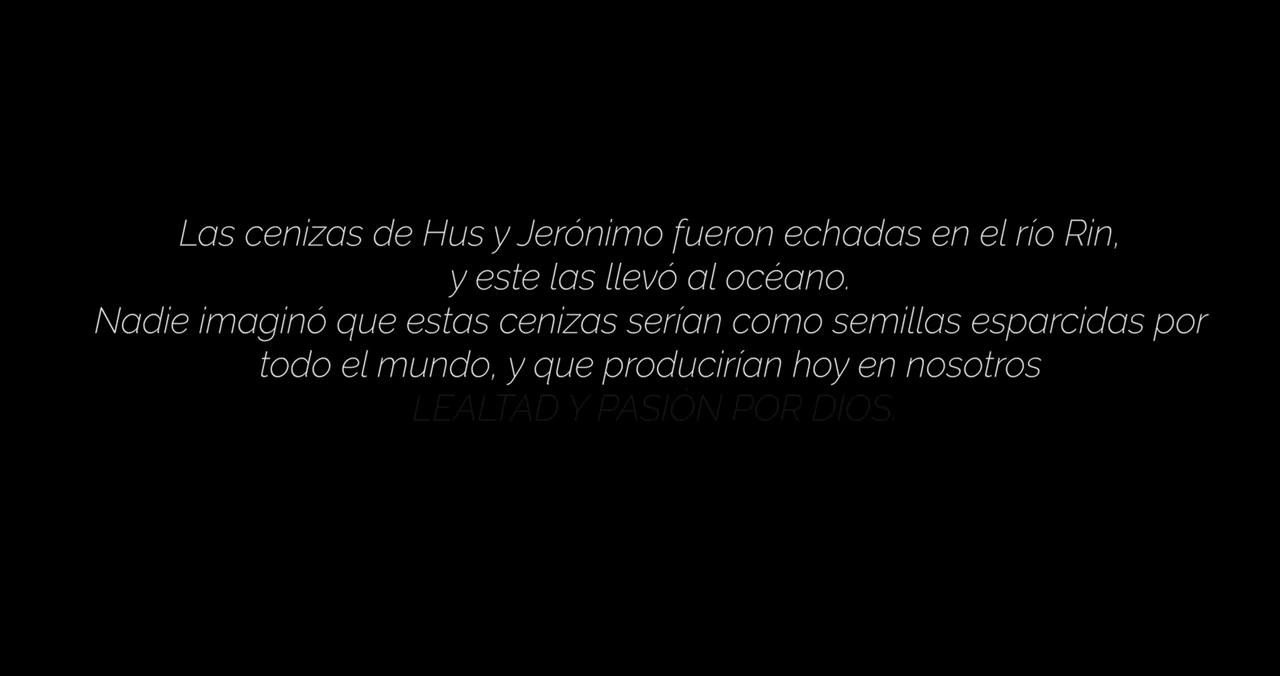 Las cenizas de Hus y Jerónimo fueron echadas en el río Rin,
y este las llevó al océano.
Nadie imaginó que estas cenizas serían como semillas esparcidas por
todo el mundo, y que producirían hoy en nosotros
LEALTAD Y PASIÓN POR DIOS.